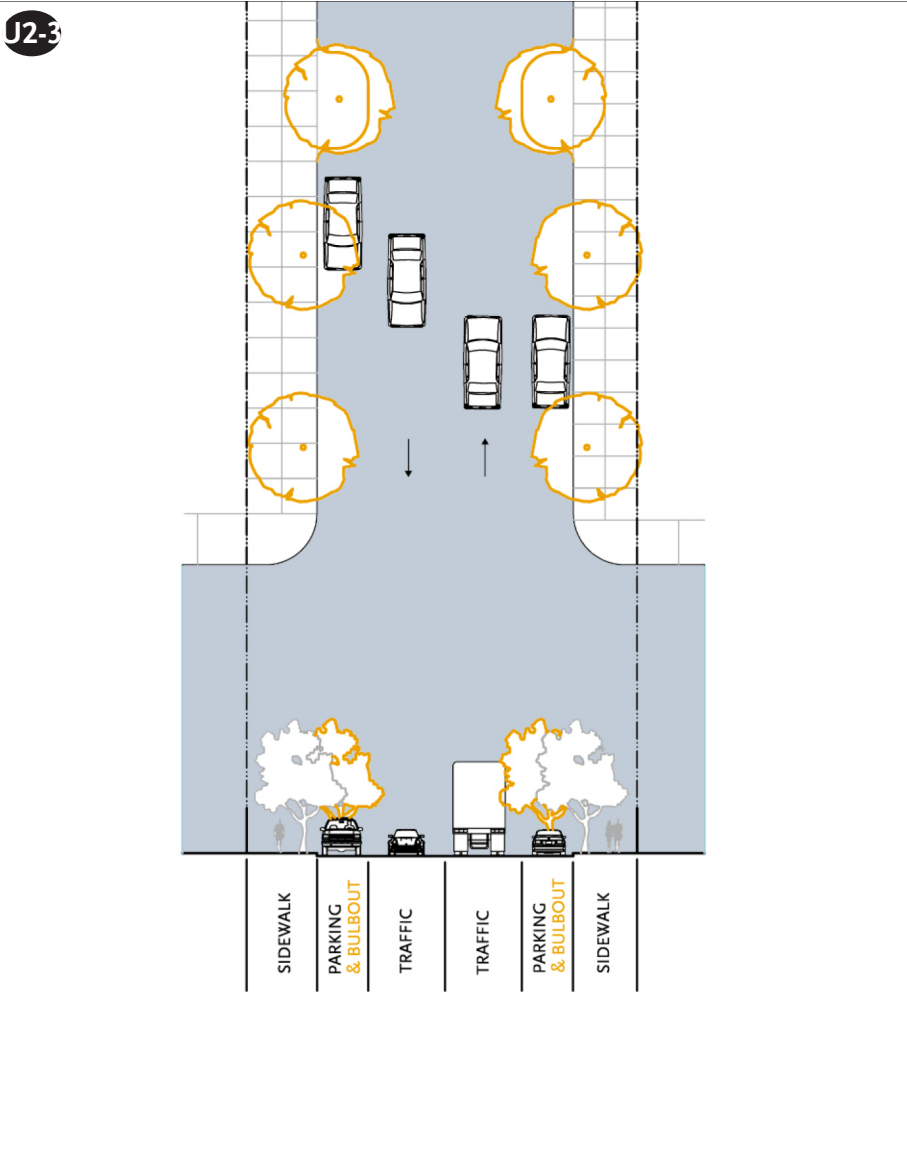 U2-3
SIDEWALK
PARKING
& BULBOUT
TRAFFIC
TRAFFIC
PARKING
& BULBOUT
SIDEWALK